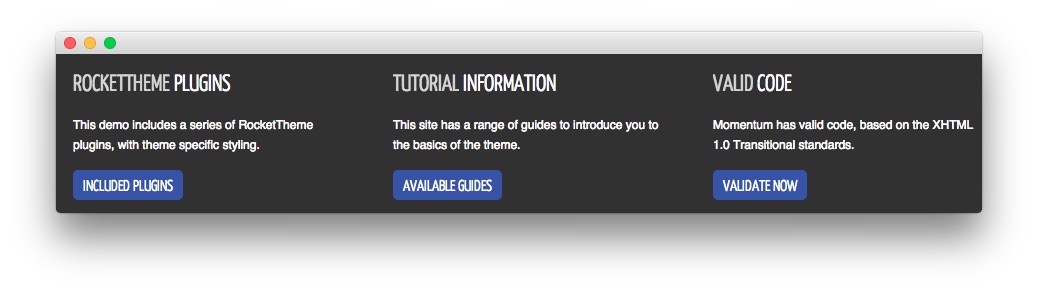 ROCKETTHEME PLUGINS
This demo includes a series of RocketTheme
plugins, with theme specific styling.
INCLUDED PLUGINS
TUTORIAL INFORMATION
This site has a range of guides to introduce you to
the basics of the theme.
AVAILABLE GUIDES
VALID CODE
Momentum has valid code, based on the XHTML
1.0 Transitional standards.
VALIDATE NOW